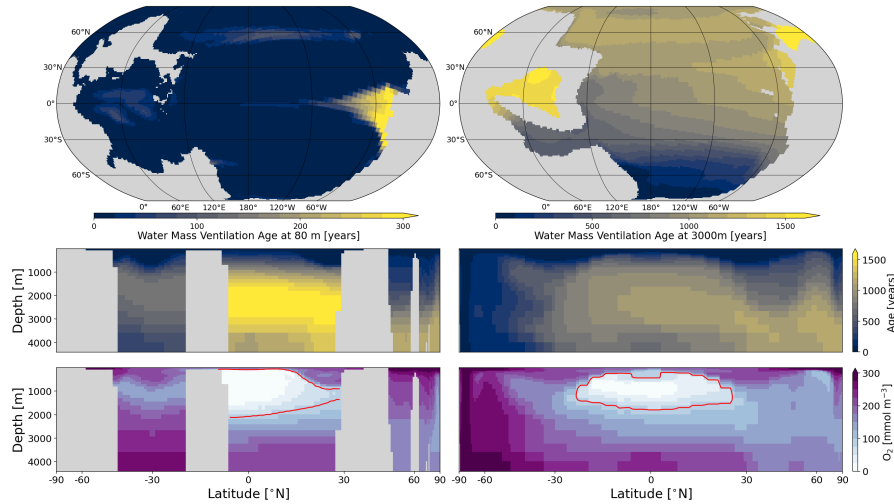 60°N 60°N
30°N 30°N
0° 0°
30°S 30°S
60°S 60°S
0° 60°E 120°E 180° 120°W 60°W 0° 60°E 120°E 180° 120°W 60°W
0 100 200 300 0 500 1000 1500
Water Mass Ventilation Age at 80 m [years] Water Mass Ventilation Age at 3000m [years]
Depth [m] 1000 2000 3000 4000
1500 1000 500 0 Age [years]
Depth [m] 1000 2000 3000 4000
300 200 100 0 O₂ [mmol m⁻³]
-90 -60 -30 0 30 60 90 -90 -60 -30 0 30 60 90
Latitude [°N] Latitude [°N]